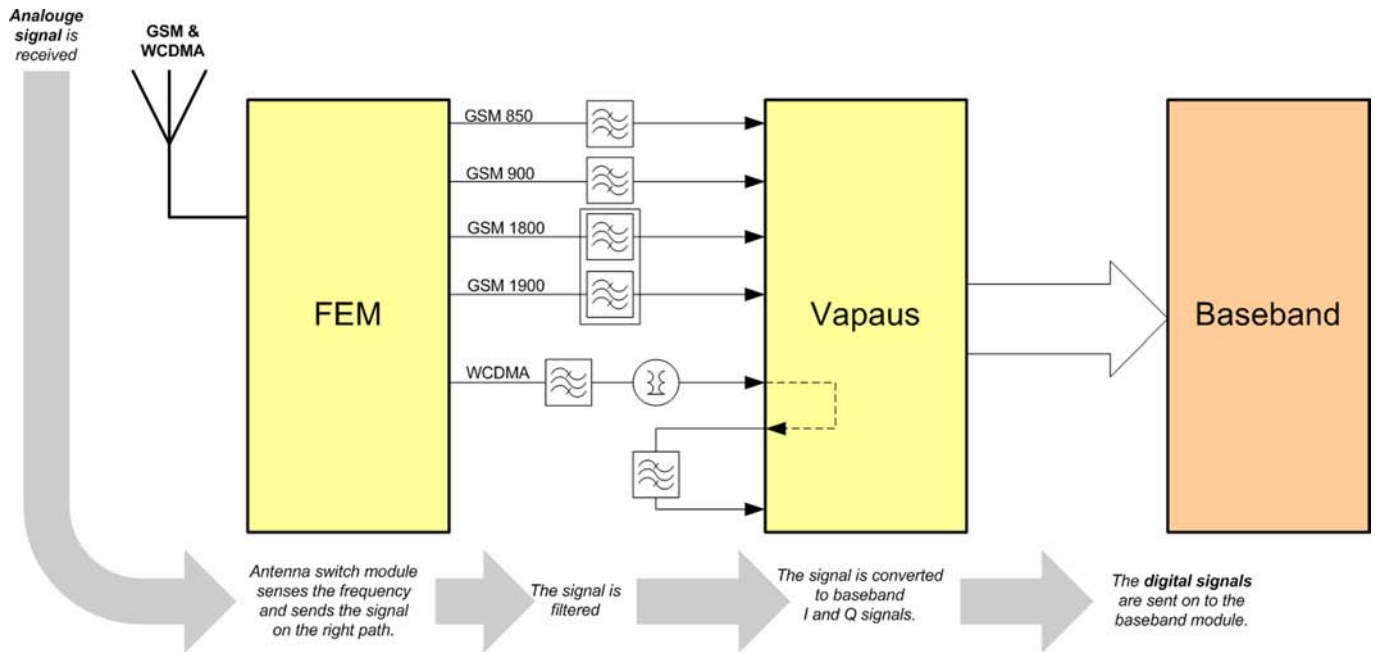 Analouge
signal is
received
GSM &
WCDMA
GSM 850
GSM 900
GSM 1800
GSM 1900
WCDMA
FEM
Vapaus
Baseband
Antenna switch module
senses the frequency
and sends the signal
on the right path.
The signal is
filtered
The signal is converted
to baseband
I and Q signals.
The digital signals
are sent on to the
baseband module.